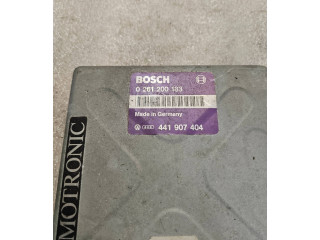 BOSCH
0 261 200 183
Made in Germany
441 907 404
MOTRONIC